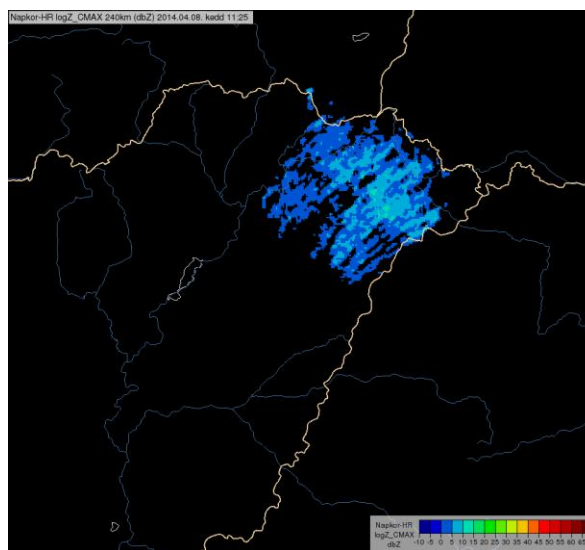 Napkor-HR logZ_CMAX 240km (dbZ) 2014.04.08. kedd 11:25
Napkor-HR
logZ_CMAX
dbZ
-10 -5 0 5 10 15 20 25 30 35 40 45 50 55 60 65